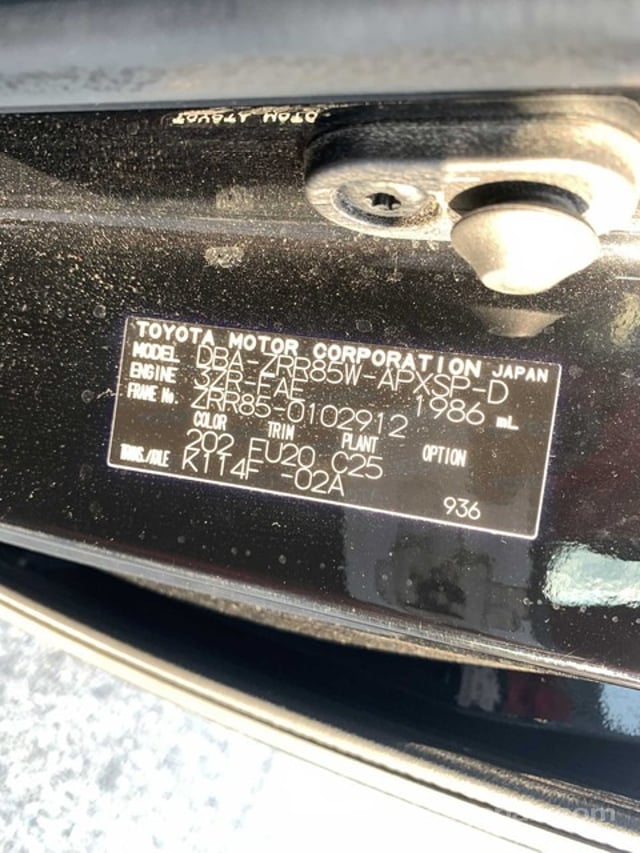 TOYOTA MOTOR CORPORATION JAPAN
MODEL DBA-ZRR85W-APXSP-D
ENGINE 3ZR-FAE 1986 mL
FRAME No. ZRR85-0102912
COLOR TRIM PLANT OPTION
202 FU20 C25
TRANS./AXLE K114F -02A
936